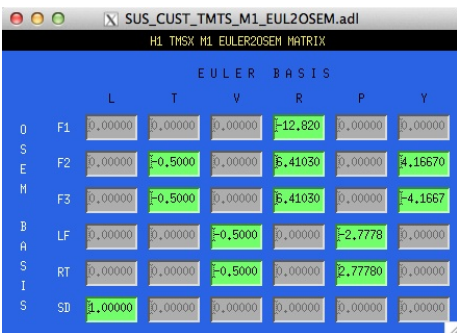 SUS_CUST_TMTS_M1_EUL2OSEM.adl
H1 TMSX M1 EULER2OSEM MATRIX
EULER BASIS
L T V R P Y
OSEM BASIS
F1 0.00000 0.00000 0.00000 -12.820 0.00000 0.00000
F2 0.00000 -0.5000 0.00000 6.41030 0.00000 4.16670
F3 0.00000 -0.5000 0.00000 6.41030 0.00000 -4.1667
LF 0.00000 0.00000 -0.5000 0.00000 -2.7778 0.00000
RT 0.00000 0.00000 -0.5000 0.00000 2.77780 0.00000
SD 1.00000 0.00000 0.00000 0.00000 0.00000 0.00000